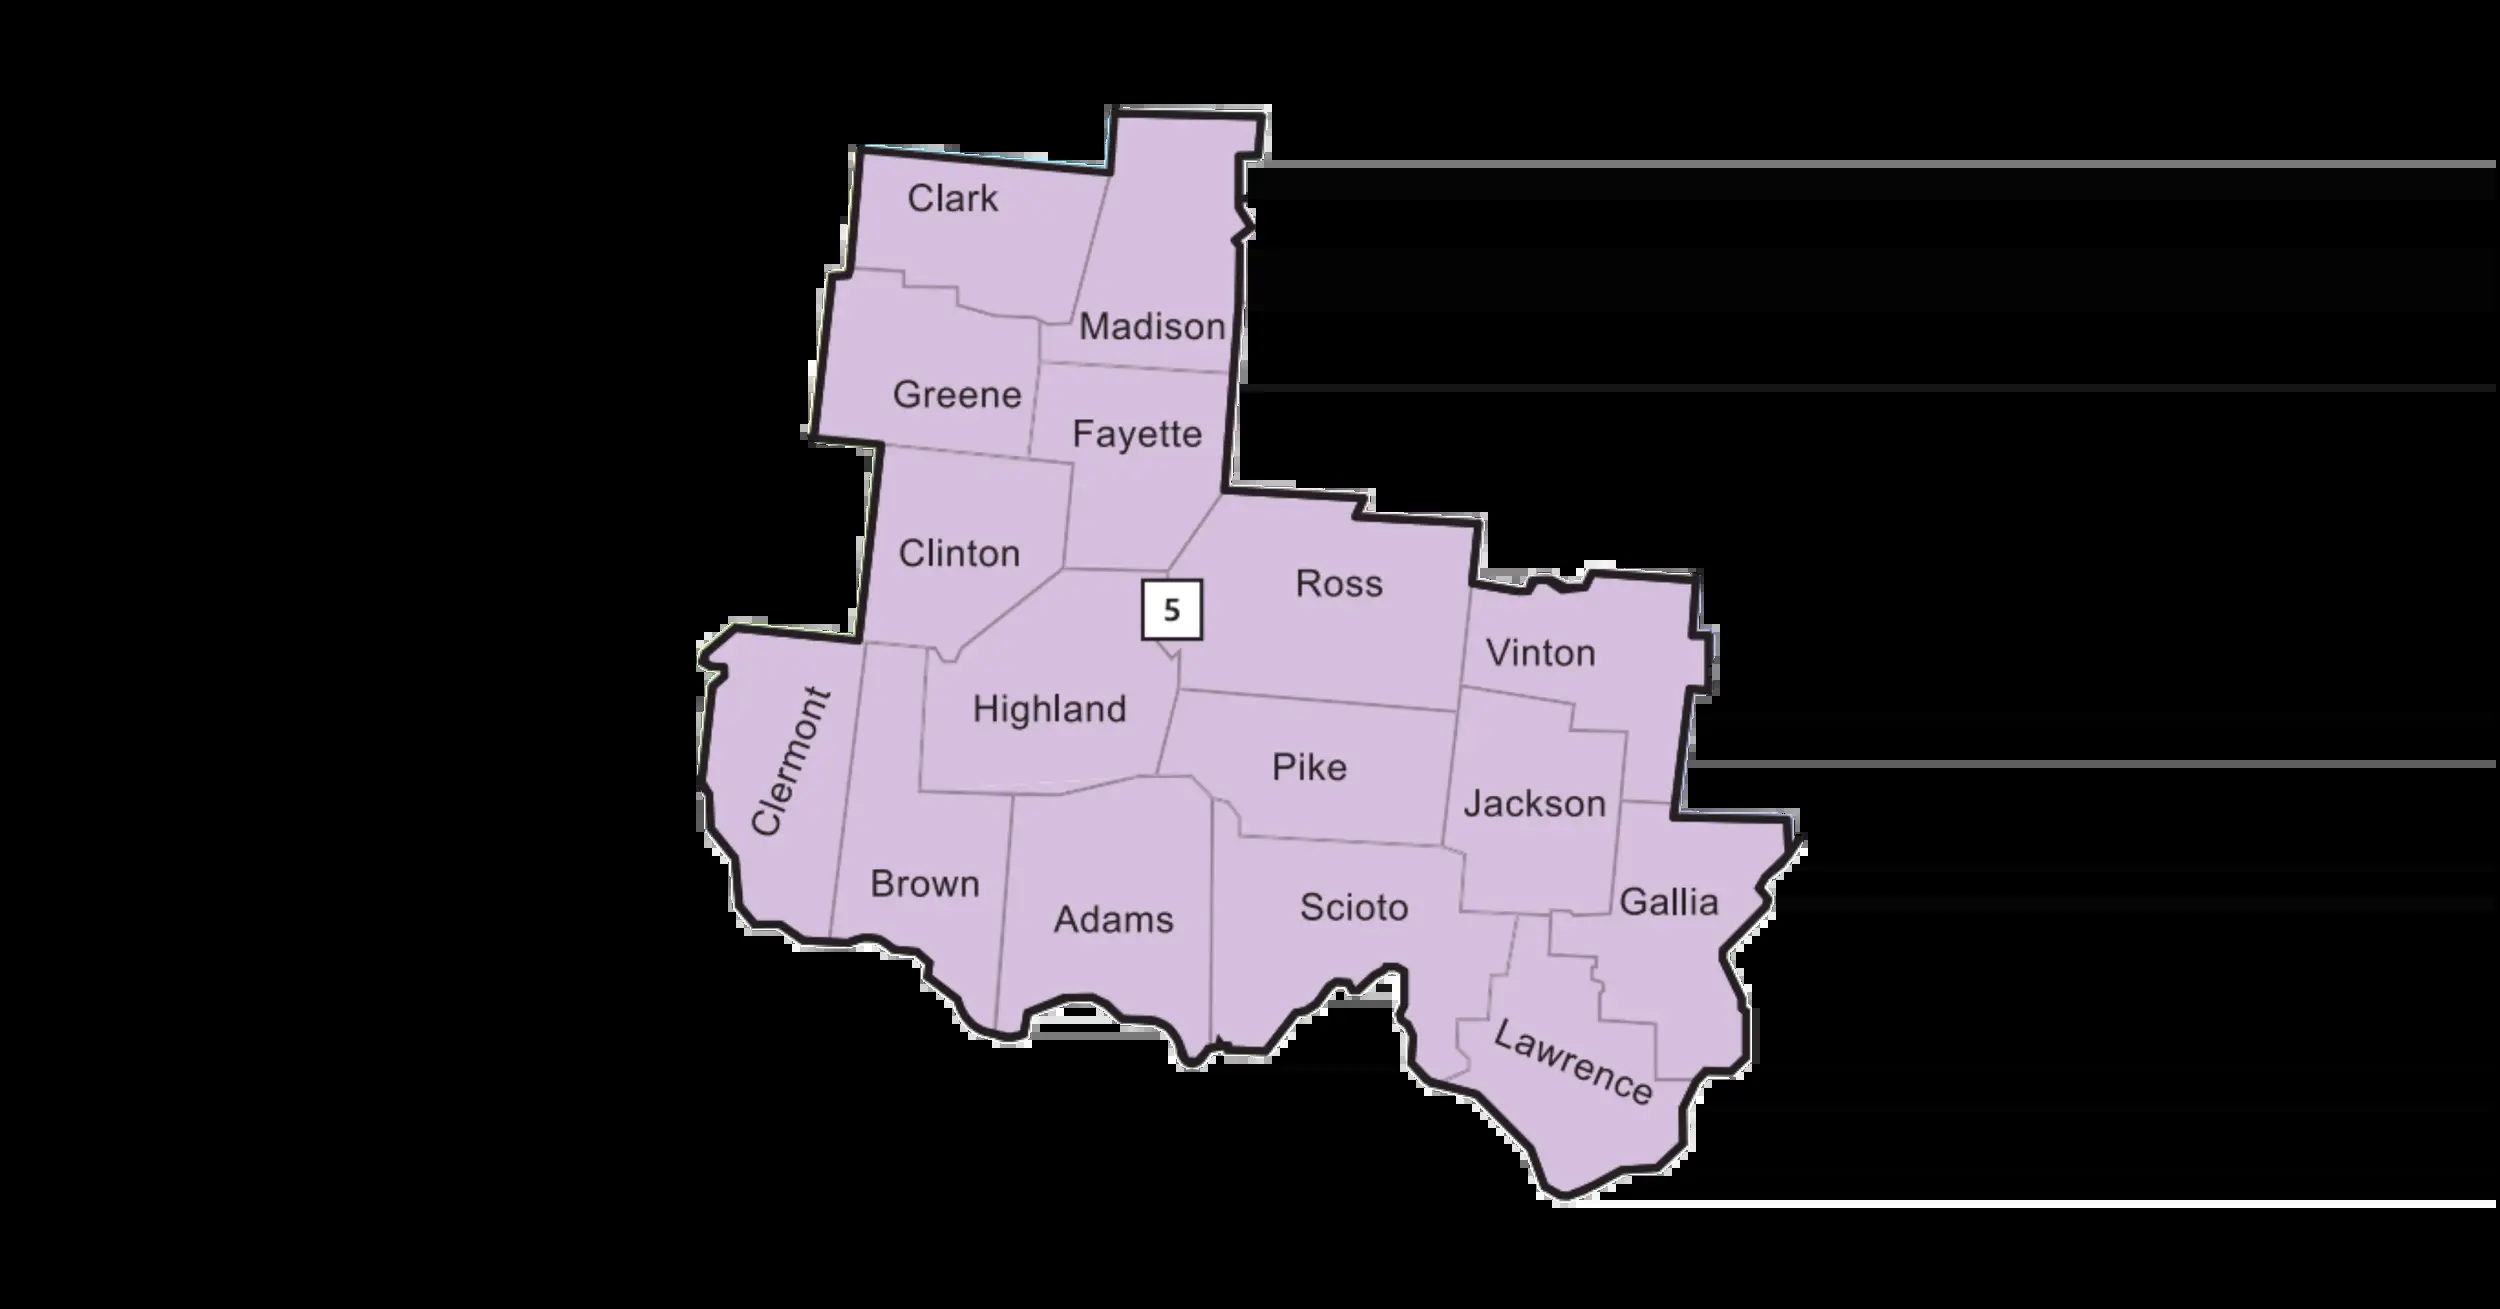 Clark
Madison
Greene
Fayette
Clinton
Ross
5
Vinton
Highland
Clermont
Pike
Jackson
Brown
Gallia
Scioto
Adams
Lawrence